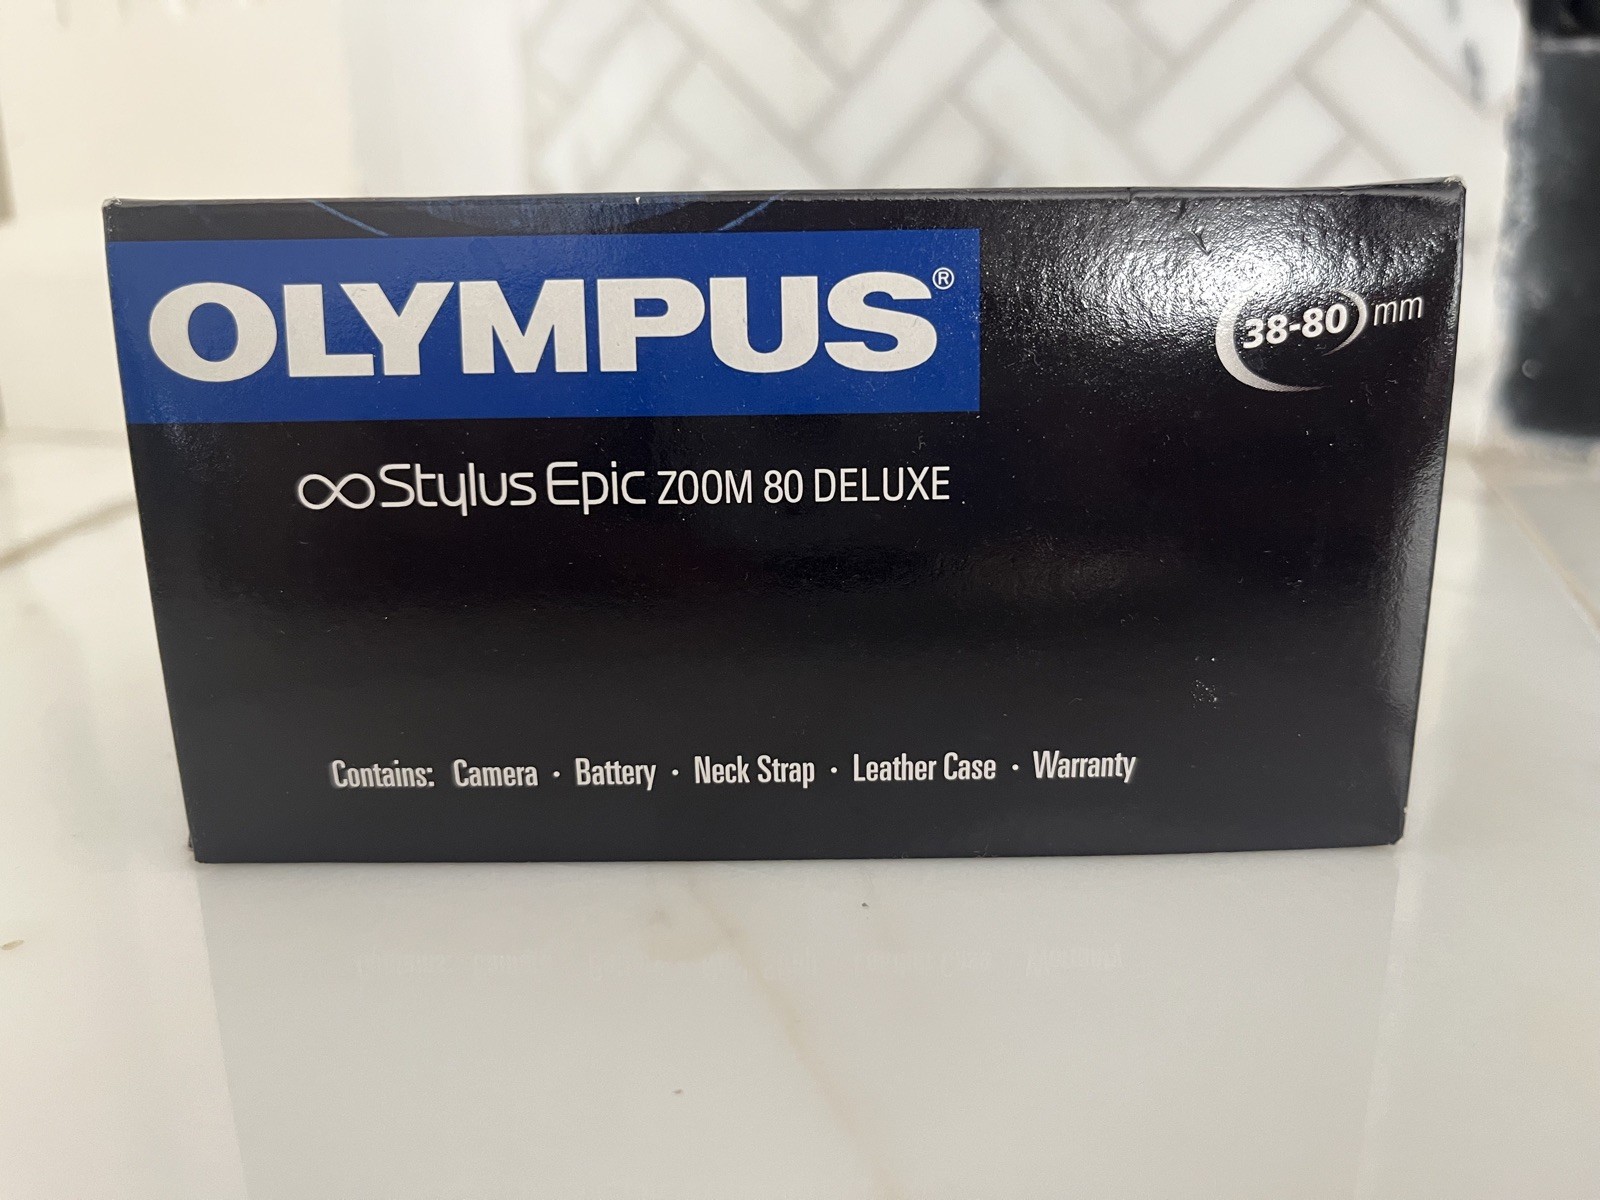 OLYMPUS®
38-80 mm
∞Stylus Epic ZOOM 80 DELUXE
Contains: Camera · Battery · Neck Strap · Leather Case · Warranty